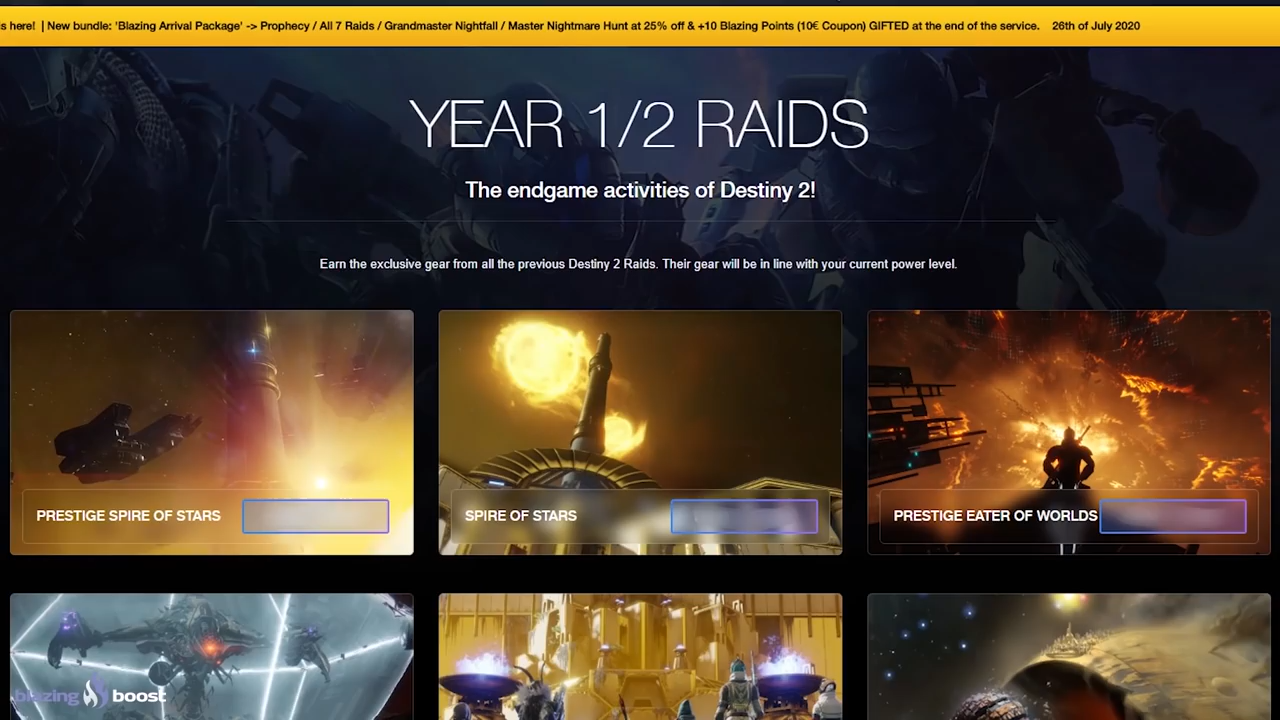 s here! | New bundle: 'Blazing Arrival Package' -> Prophecy / All 7 Raids / Grandmaster Nightfall / Master Nightmare Hunt at 25% off & +10 Blazing Points (10€ Coupon) GIFTED at the end of the service. 26th of July 2020
YEAR 1/2 RAIDS
The endgame activities of Destiny 2!
Earn the exclusive gear from all the previous Destiny 2 Raids. Their gear will be in line with your current power level.
PRESTIGE SPIRE OF STARS
SPIRE OF STARS
PRESTIGE EATER OF WORLDS
blazing boost